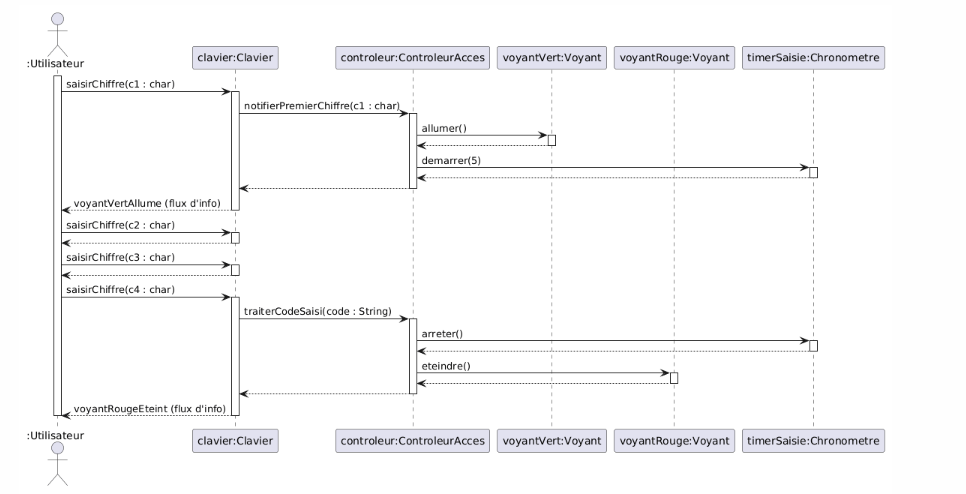 :Utilisateur
clavier:Clavier
controleur:ControleurAcces
voyantVert:Voyant
voyantRouge:Voyant
timerSaisie:Chronometre
saisirChiffre(c1 : char)
notifierPremierChiffre(c1 : char)
allumer()
demarrer(5)
voyantVertAllume (flux d'info)
saisirChiffre(c2 : char)
saisirChiffre(c3 : char)
saisirChiffre(c4 : char)
traiterCodeSaisi(code : String)
arreter()
eteindre()
voyantRougeEteint (flux d'info)
:Utilisateur
clavier:Clavier
controleur:ControleurAcces
voyantVert:Voyant
voyantRouge:Voyant
timerSaisie:Chronometre